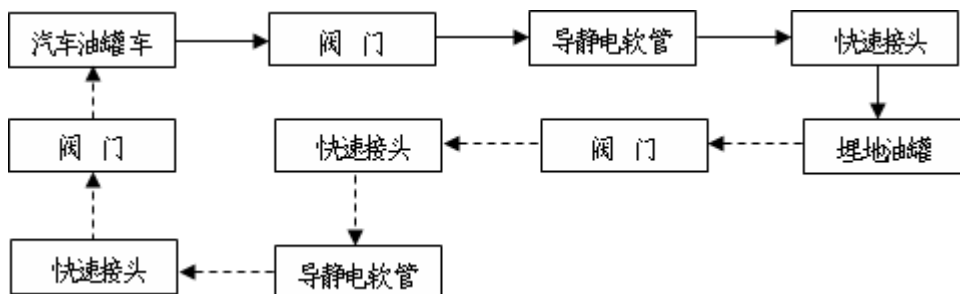 汽车油罐车
阀 门
导静电软管
快速接头
阀 门
快速接头
阀 门
埋地油罐
快速接头
导静电软管